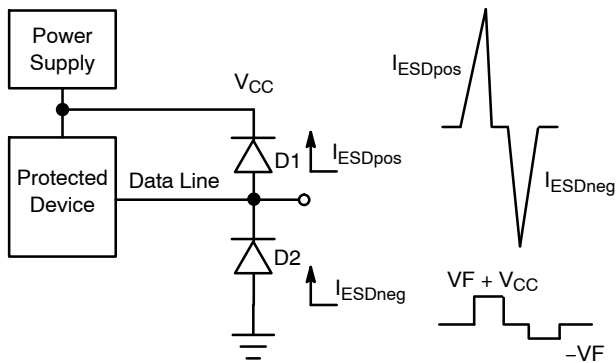 Power
Supply
V_CC
I_ESDpos
D1
I_ESDpos
Protected
Device
Data Line
I_ESDneg
D2
I_ESDneg
VF + V_CC
−VF